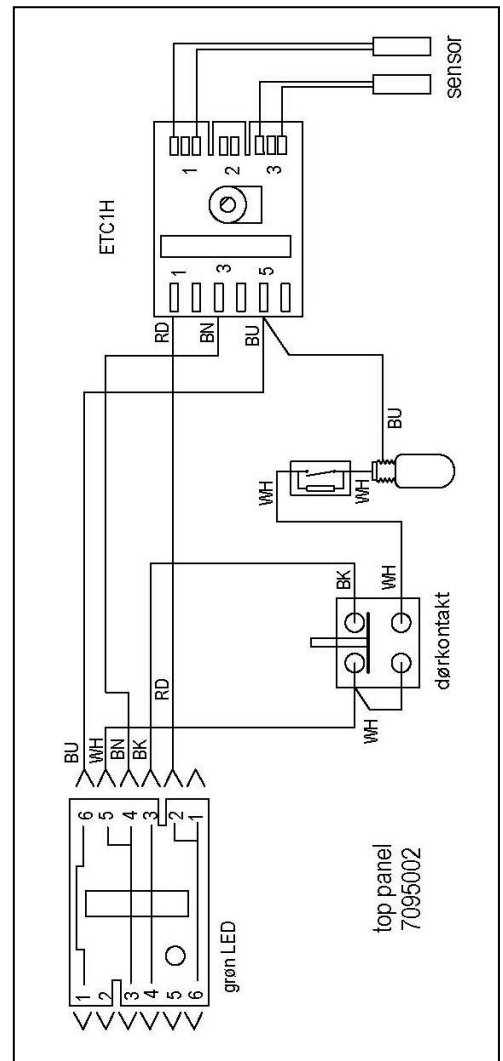 ETC1H
1
2
3
sensor
1
3
5
RD
BN
BU
BU
WH
WH
BK
WH
dørkontakt
WH
BU
WH
BN
BK
RD
6
5
4
3
2
1
1
2
3
4
5
6
grøn LED
top panel
7095002